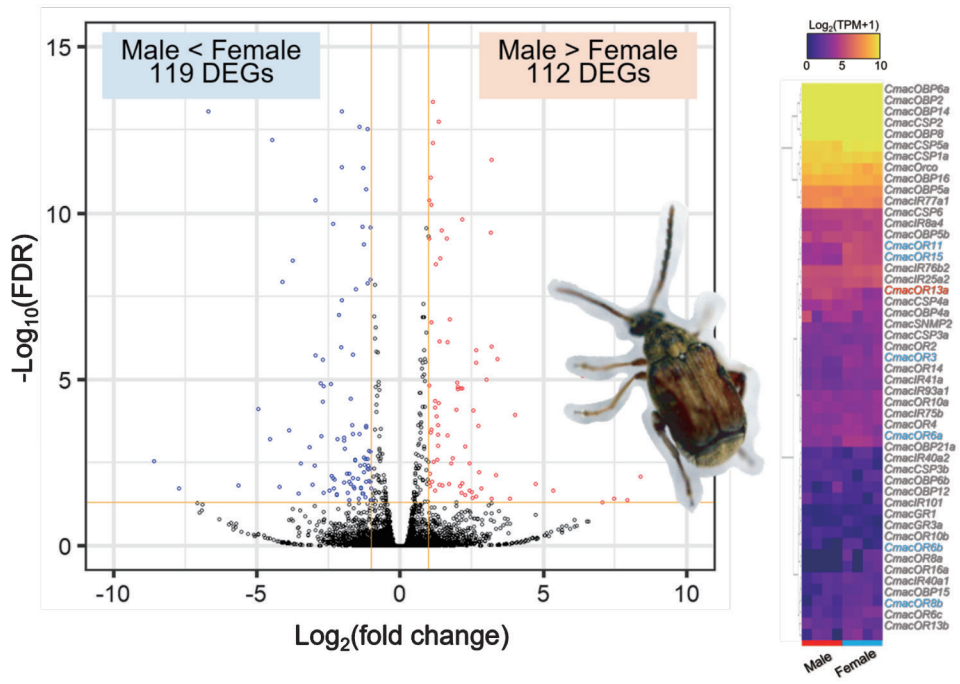 Male < Female
119 DEGs
Male > Female
112 DEGs
15
10
5
0
-Log10(FDR)
-10
-5
0
5
10
Log2(fold change)
Log2(TPM+1)
0
5
10
CmacOBP6a
CmacOBP2
CmacOBP14
CmacCSP2
CmacOBP8
CmacCSP5a
CmacCSP1a
CmacOrco
CmacOBP16
CmacOBP5a
CmacIR77a1
CmacCSP6
CmacIR8a4
CmacOBP5b
CmacOR11
CmacOR15
CmacIR76b2
CmacIR25a2
CmacOR13a
CmacCSP4a
CmacOBP4a
CmacSNMP2
CmacCSP3a
CmacOR2
CmacOR3
CmacOR14
CmacIR41a
CmacIR93a1
CmacOR10a
CmacIR75b
CmacOR4
CmacOR6a
CmacOBP21a
CmacIR40a2
CmacCSP3b
CmacOBP6b
CmacOBP12
CmacIR101
CmacGR1
CmacGR3a
CmacOR10b
CmacOR6b
CmacOR8a
CmacOR16a
CmacIR40a1
CmacOBP15
CmacOR8b
CmacOR6c
CmacOR13b
Male
Female